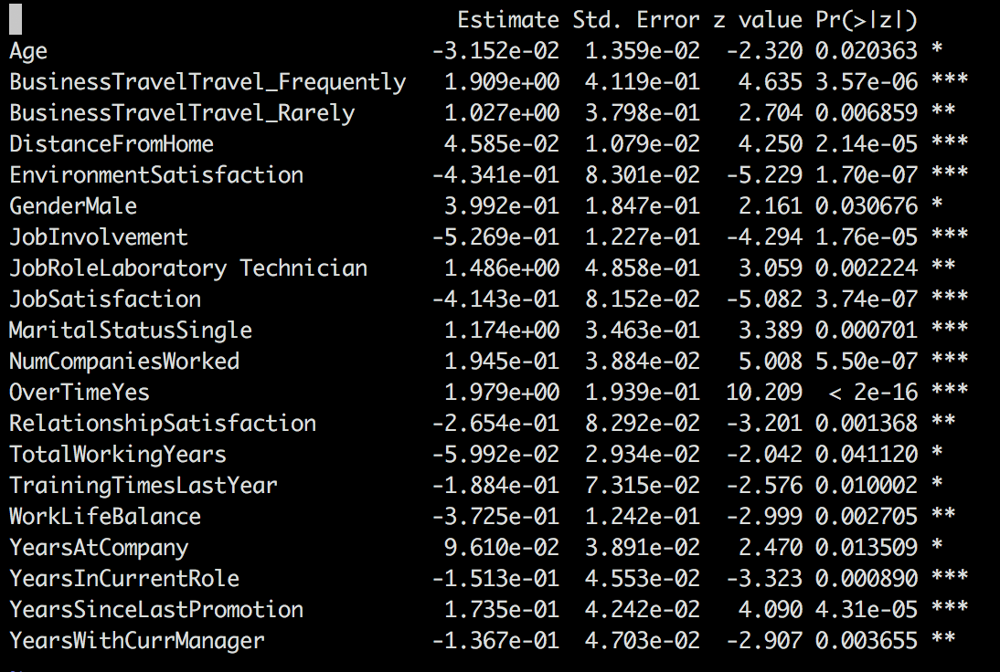 Estimate Std. Error z value Pr(>|z|)
Age -3.152e-02 1.359e-02 -2.320 0.020363 *
BusinessTravelTravel_Frequently 1.909e+00 4.119e-01 4.635 3.57e-06 ***
BusinessTravelTravel_Rarely 1.027e+00 3.798e-01 2.704 0.006859 **
DistanceFromHome 4.585e-02 1.079e-02 4.250 2.14e-05 ***
EnvironmentSatisfaction -4.341e-01 8.301e-02 -5.229 1.70e-07 ***
GenderMale 3.992e-01 1.847e-01 2.161 0.030676 *
JobInvolvement -5.269e-01 1.227e-01 -4.294 1.76e-05 ***
JobRoleLaboratory Technician 1.486e+00 4.858e-01 3.059 0.002224 **
JobSatisfaction -4.143e-01 8.152e-02 -5.082 3.74e-07 ***
MaritalStatusSingle 1.174e+00 3.463e-01 3.389 0.000701 ***
NumCompaniesWorked 1.945e-01 3.884e-02 5.008 5.50e-07 ***
OverTimeYes 1.979e+00 1.939e-01 10.209 < 2e-16 ***
RelationshipSatisfaction -2.654e-01 8.292e-02 -3.201 0.001368 **
TotalWorkingYears -5.992e-02 2.934e-02 -2.042 0.041120 *
TrainingTimesLastYear -1.884e-01 7.315e-02 -2.576 0.010002 *
WorkLifeBalance -3.725e-01 1.242e-01 -2.999 0.002705 **
YearsAtCompany 9.610e-02 3.891e-02 2.470 0.013509 *
YearsInCurrentRole -1.513e-01 4.553e-02 -3.323 0.000890 ***
YearsSinceLastPromotion 1.735e-01 4.242e-02 4.090 4.31e-05 ***
YearsWithCurrManager -1.367e-01 4.703e-02 -2.907 0.003655 **